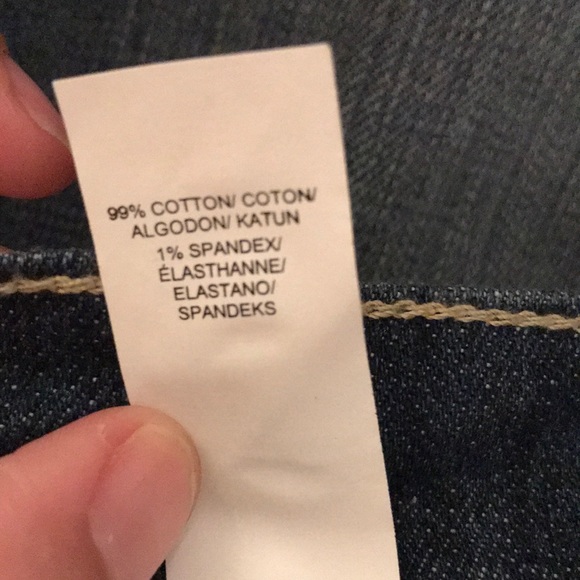 99% COTTON/ COTON/
ALGODON/ KATUN
1% SPANDEX/
ÉLASTHANNE/
ELASTANO/
SPANDEKS